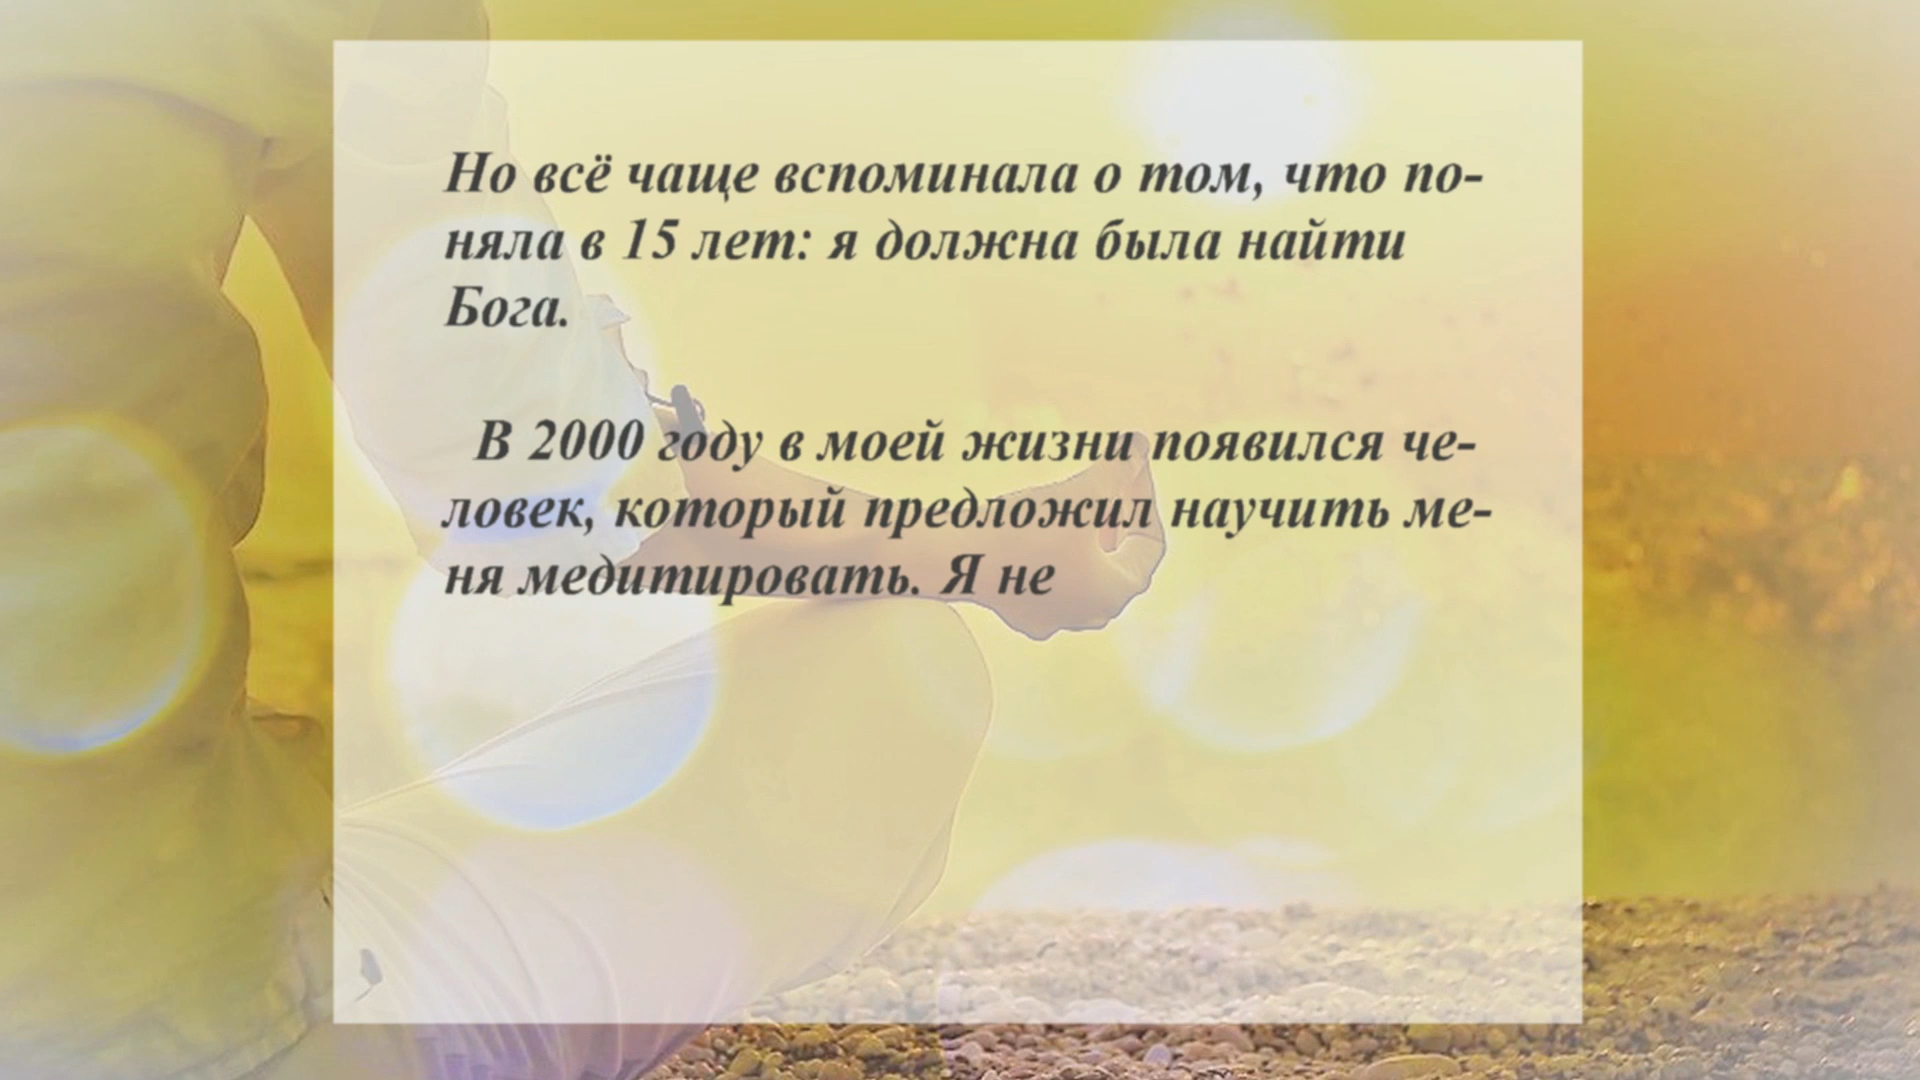 Но всё чаще вспоминала о том, что по-
няла в 15 лет: я должна была найти
Бога.
В 2000 году в моей жизни появился че-
ловек, который предложил научить ме-
ня медитировать. Я не